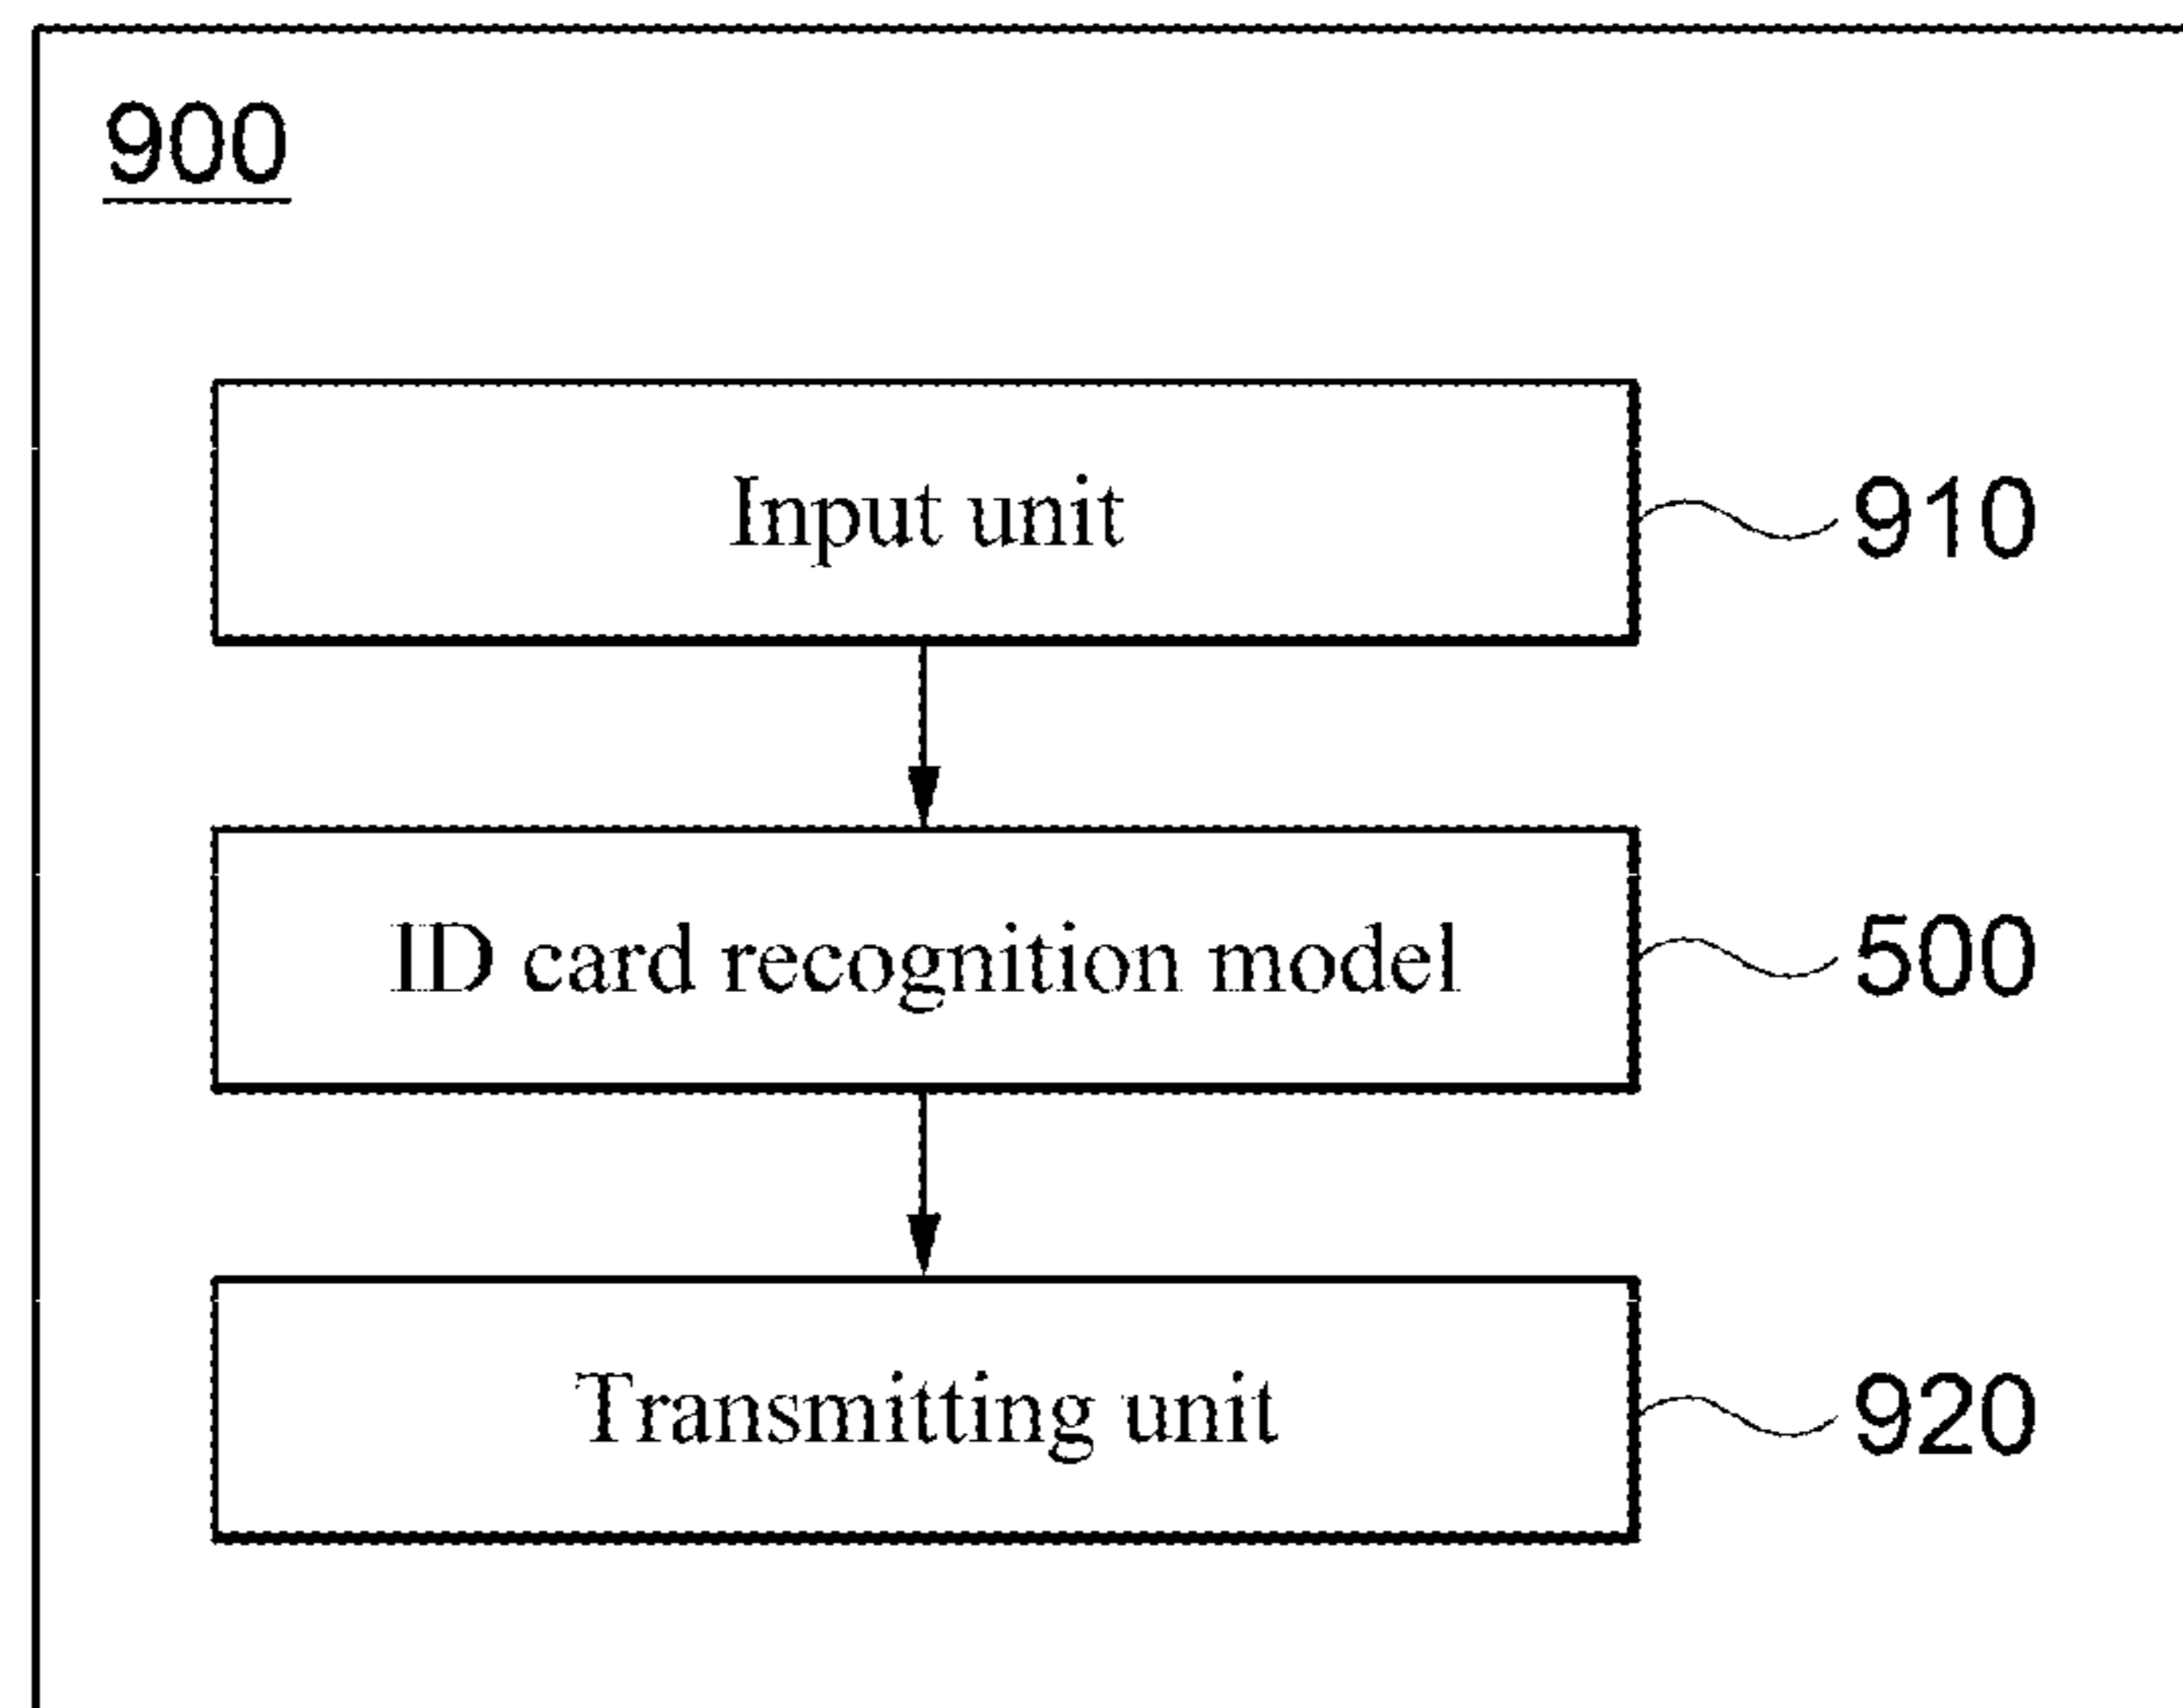 900
Input unit
910
ID card recognition model
500
Transmitting unit
920